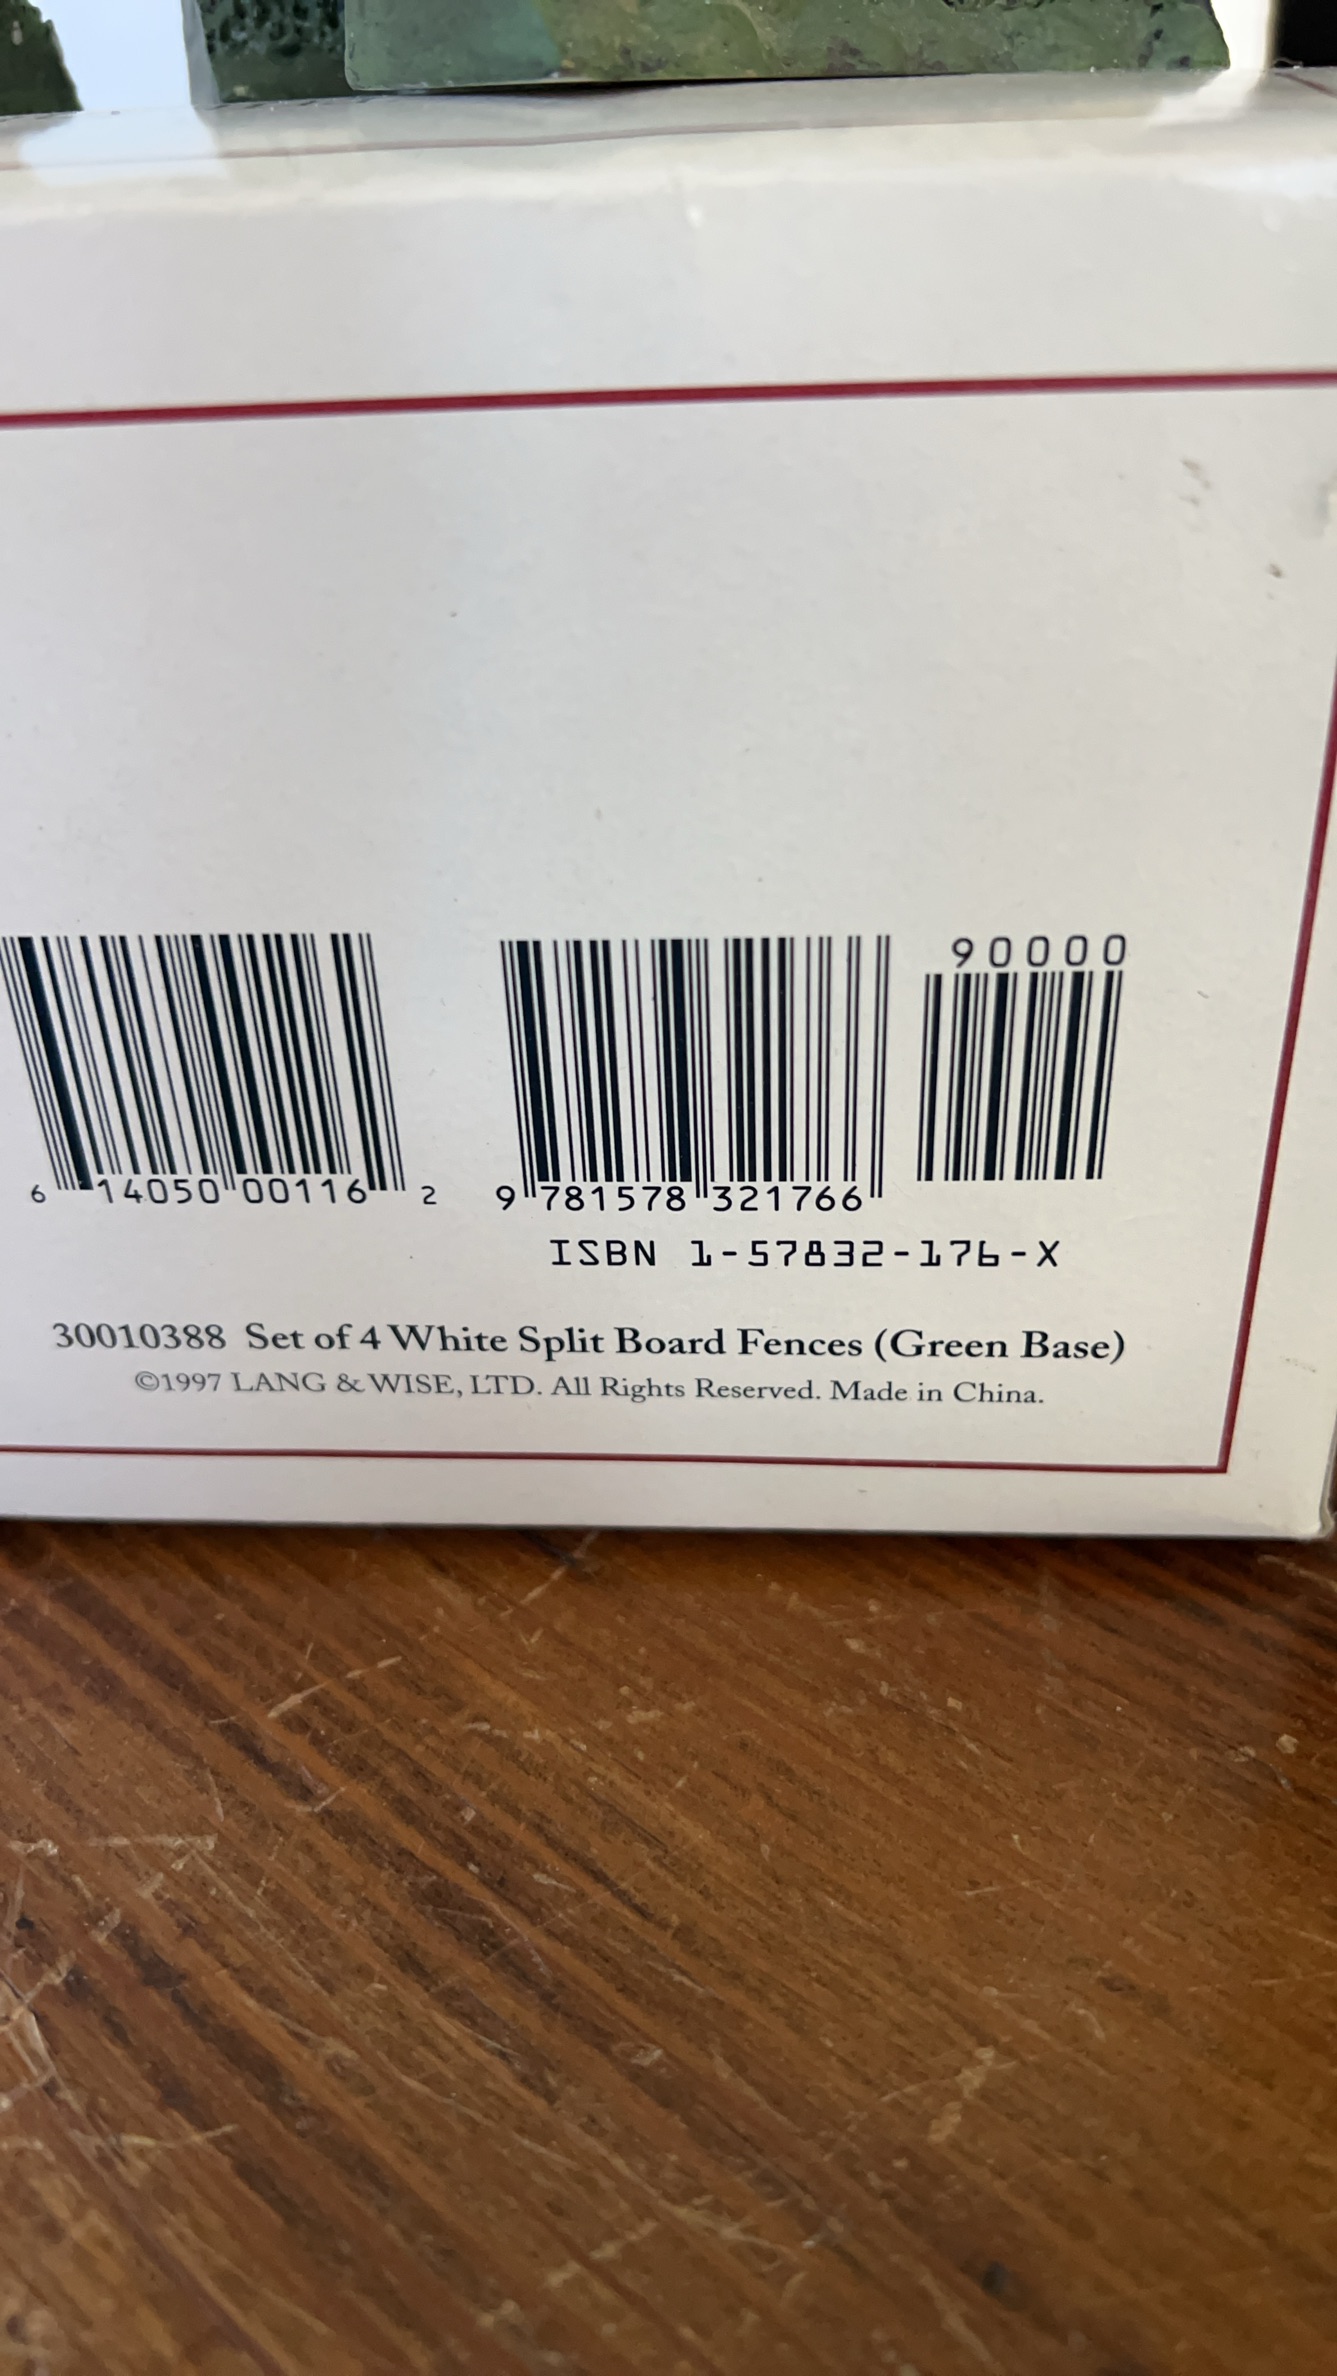 90000
6 14050 00116 2
9 781578 321766
ISBN 1-57832-176-X
30010388 Set of 4 White Split Board Fences (Green Base)
©1997 LANG & WISE, LTD. All Rights Reserved. Made in China.